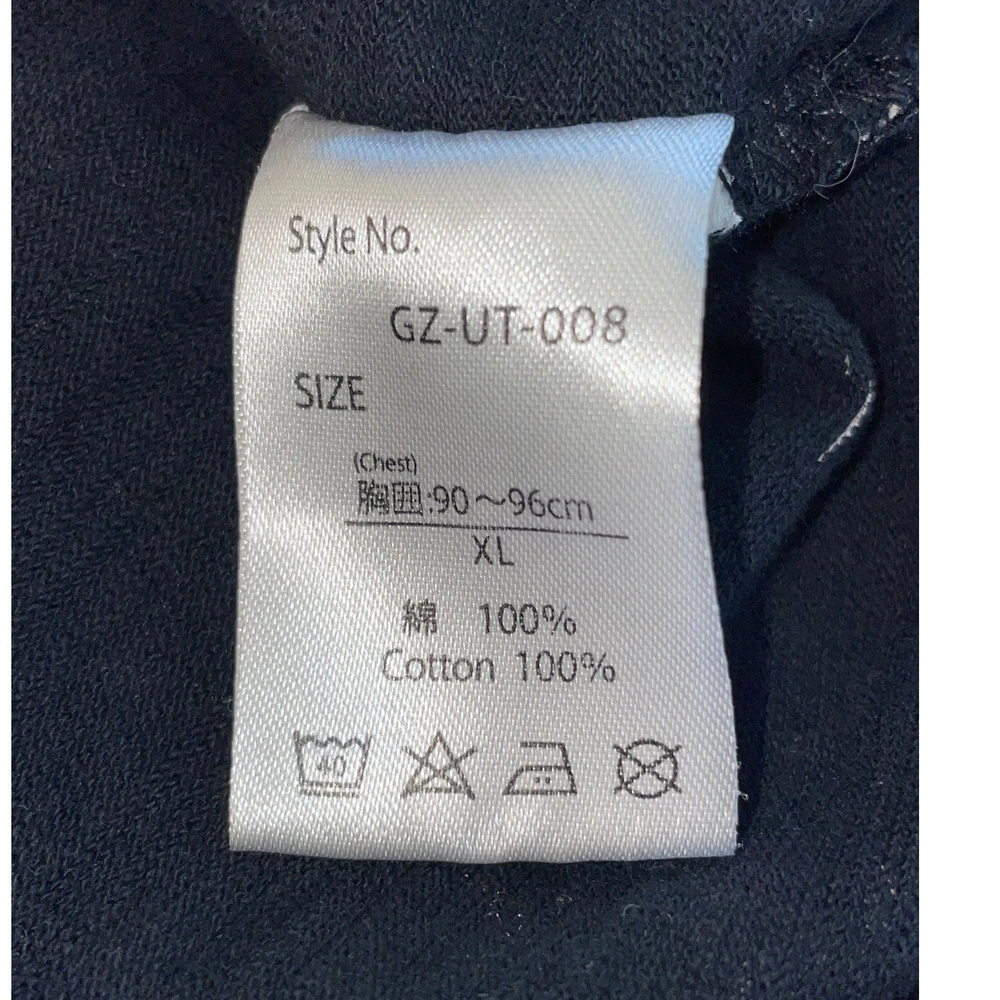 Style No.
GZ-UT-008
SIZE
(Chest)
胸囲:90～96cm
XL
綿 100%
Cotton 100%
40